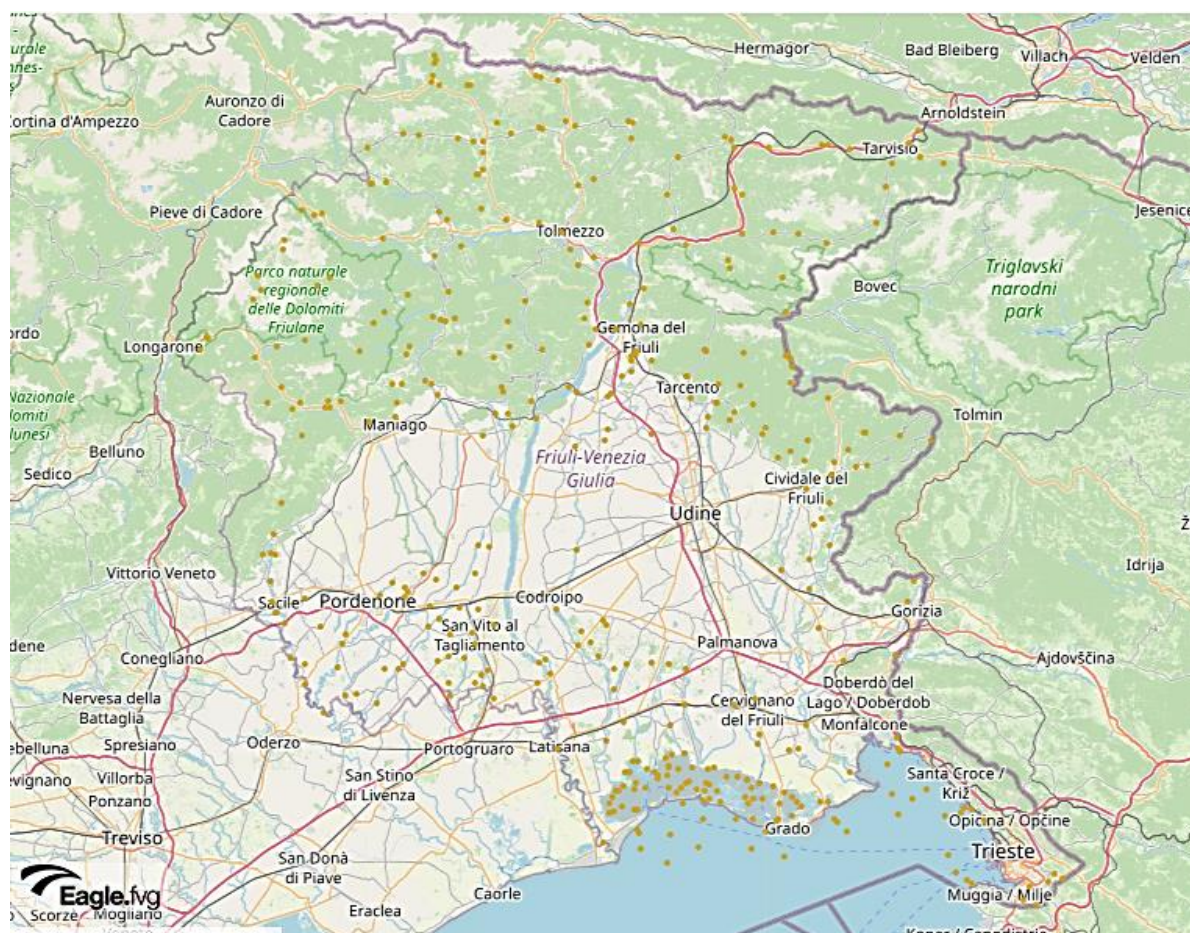 Hermagor
Bad Bleiberg
Villach
Velden
Auronzo di
Cadore
Cortina d'Ampezzo
Arnoldstein
Tarvisio
Pieve di Cadore
Jesenice
Tolmezzo
Parco naturale
regionale
delle Dolomiti
Friulane
Triglavski
narodni
park
Bovec
Longarone
Gemona del
Friuli
Nazionale
Tarcento
Tolmin
Maniago
Belluno
Sedico
Friuli-Venezia
Giulia
Cividale del
Friuli
Udine
Vittorio Veneto
Idrija
Sacile
Pordenone
Codroipo
Gorizia
San Vito al
Tagliamento
Palmanova
Conegliano
Ajdovščina
Nervesa della
Battaglia
Doberdò del
Lago / Doberdob
Cervignano
del Friuli
Monfalcone
Spresiano
Oderzo
Portogruaro
Latisana
Villorba
San Stino
di Livenza
Santa Croce /
Križ
Ponzano
Treviso
Grado
Opicina / Opčine
Trieste
San Donà
di Piave
Eagle.fvg
Caorle
Muggia / Milje
Scorzè
Mogliano
Eraclea